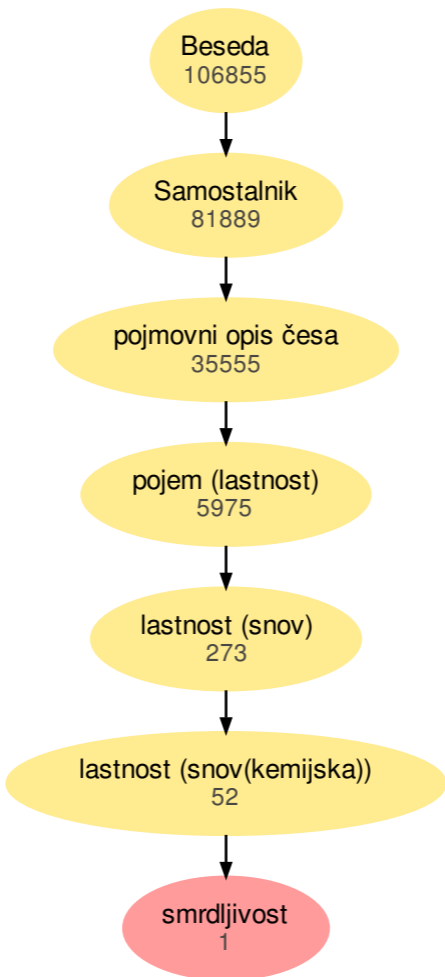 Beseda
106855
Samostalnik
81889
pojmovni opis česa
35555
pojem (lastnost)
5975
lastnost (snov)
273
lastnost (snov(kemijska))
52
smrdljivost
1